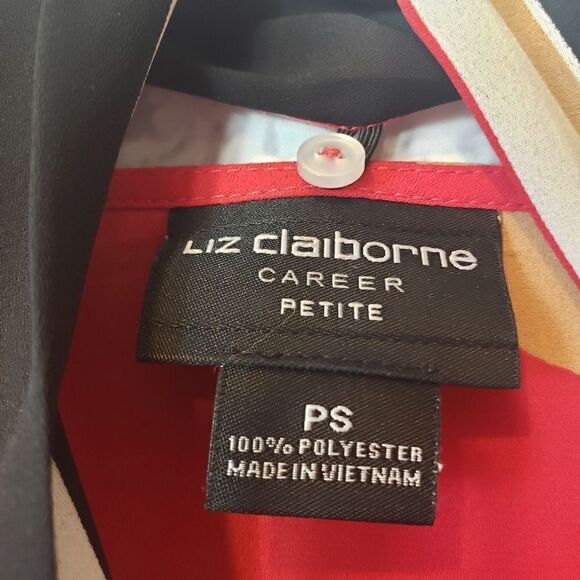 Liz claiborne
CAREER
PETITE
PS
100% POLYESTER
MADE IN VIETNAM